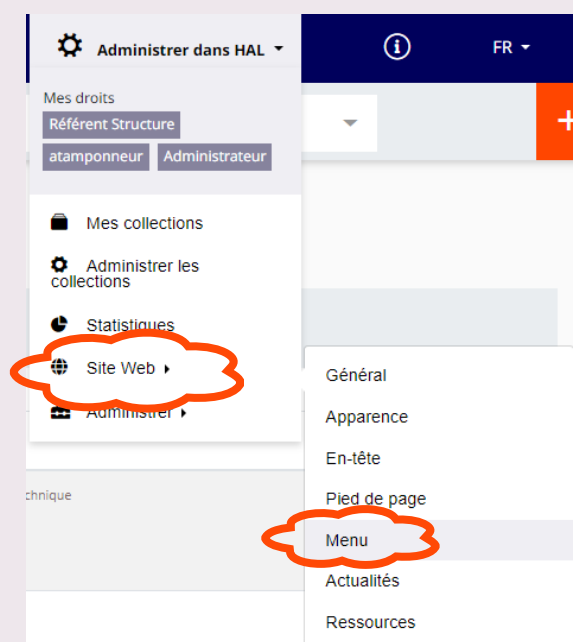 Administrer dans HAL
FR
Mes droits
Référent Structure
atamponneur Administrateur
+
Mes collections
Administrer les
collections
Statistiques
Site Web
Administrer
Général
Apparence
En-tête
Pied de page
chnique
Menu
Actualités
Ressources